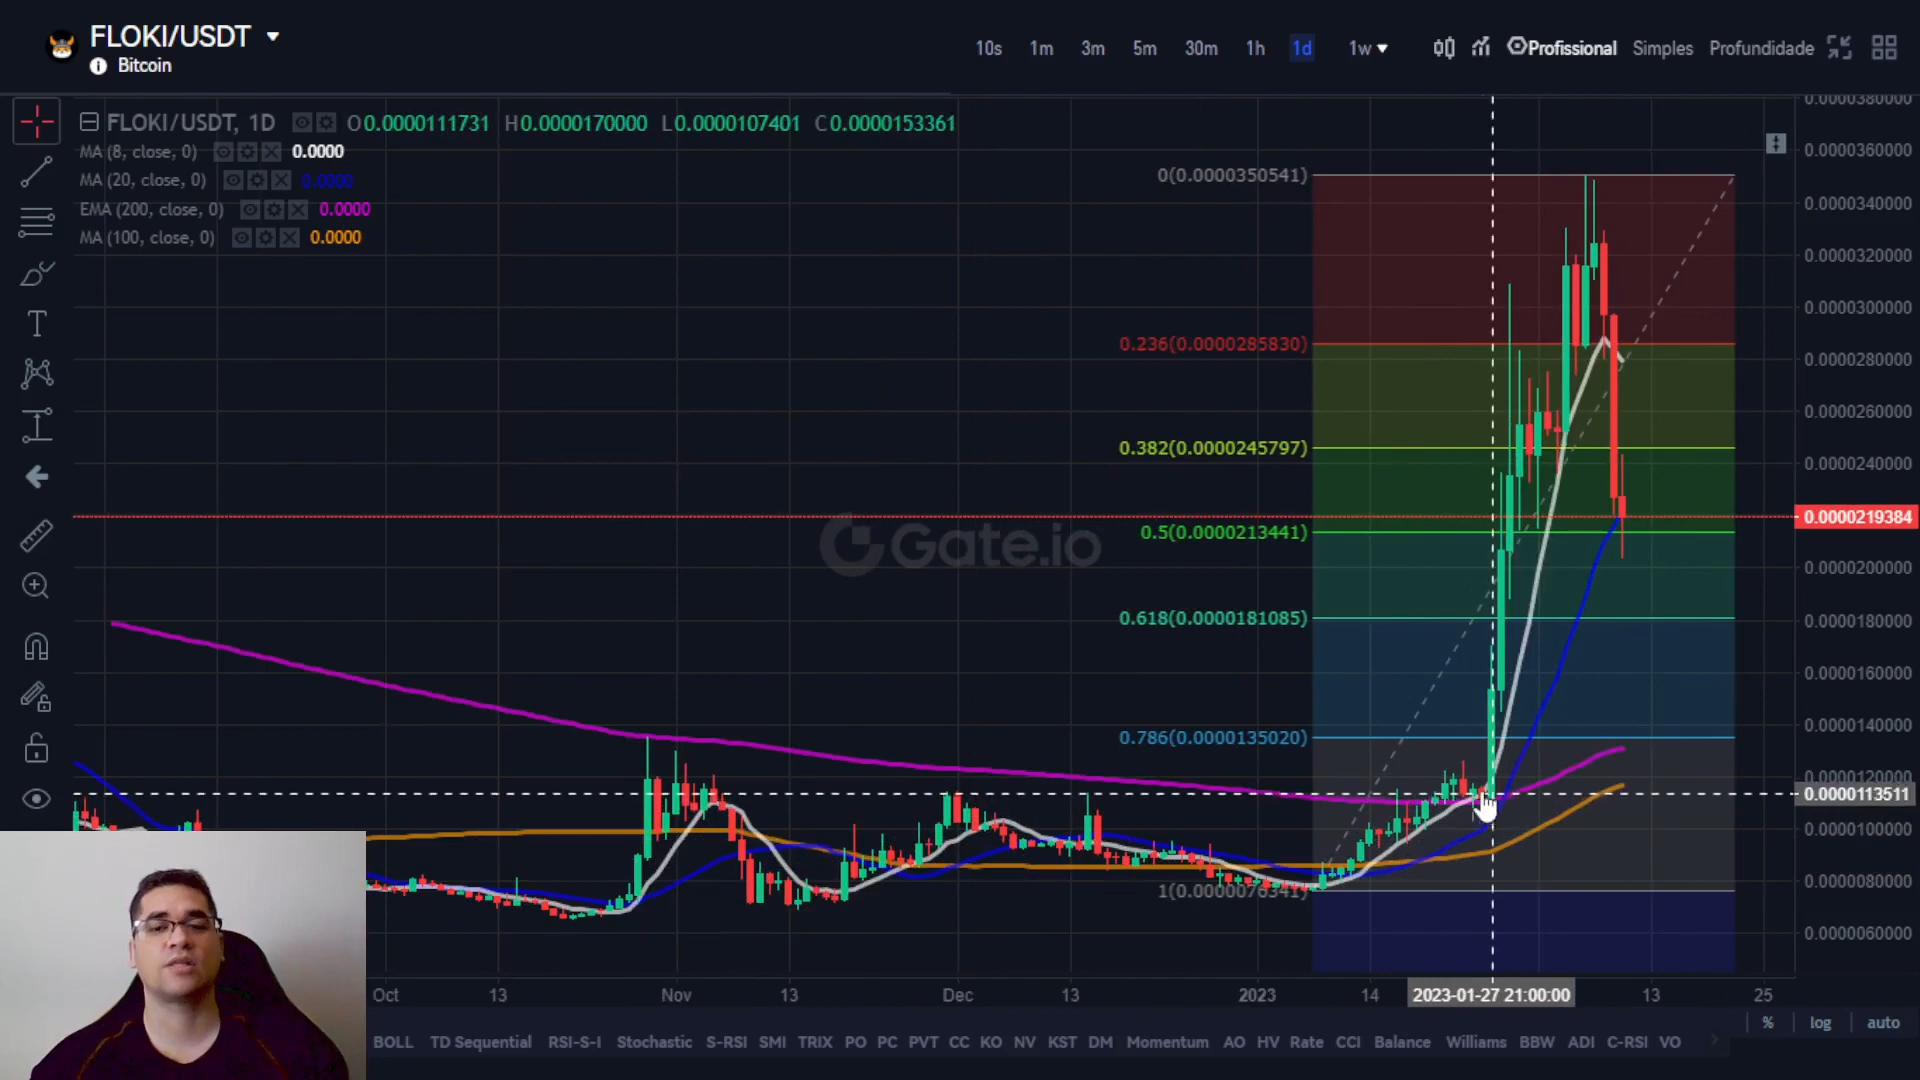 FLOKI/USDT
Bitcoin
10s 1m 3m 5m 30m 1h 1d 1w Profissional Simples Profundidade
FLOKI/USDT, 1D O0.0000111731 H0.0000170000 L0.0000107401 C0.0000153361
MA (8, close, 0) 0.0000
MA (20, close, 0) 0.0000
EMA (200, close, 0) 0.0000
MA (100, close, 0) 0.0000
0.0000380000
0.0000360000
0(0.0000350541)
0.0000340000
0.0000320000
0.0000300000
0.236(0.0000285830)
0.0000280000
0.0000260000
0.382(0.0000245797)
0.0000240000
0.0000219384
Gate.io
0.5(0.0000213441)
0.0000200000
0.618(0.0000181085)
0.0000180000
0.0000160000
0.0000140000
0.786(0.0000135020)
0.0000120000
0.0000113511
0.0000100000
0.0000080000
1(0.0000076341)
0.0000060000
Oct 13 Nov 13 Dec 13 2023 14 2023-01-27 21:00:00 13 25
% log auto
BOLL TD Sequential RSI-S-I Stochastic S-RSI SMI TRIX PO PC PVT CC KO NV KST DM Momentum AO HV Rate CCI Balance Williams BBW ADI C-RSI VO